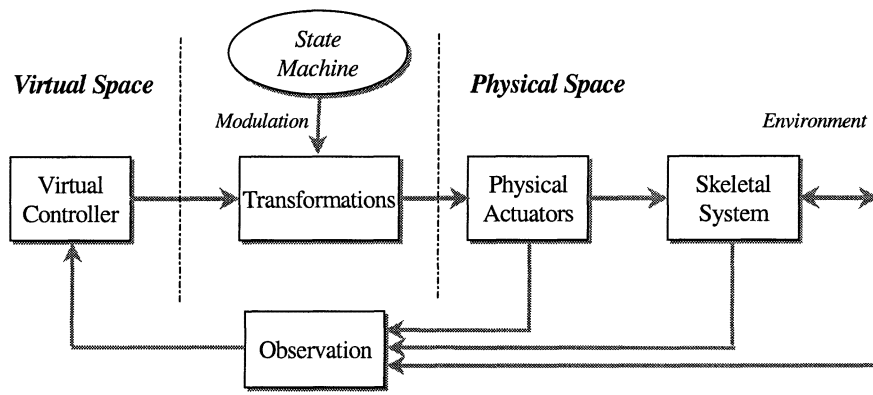 State
Machine
Virtual Space
Physical Space
Modulation
Environment
Virtual
Controller
Transformations
Physical
Actuators
Skeletal
System
Observation